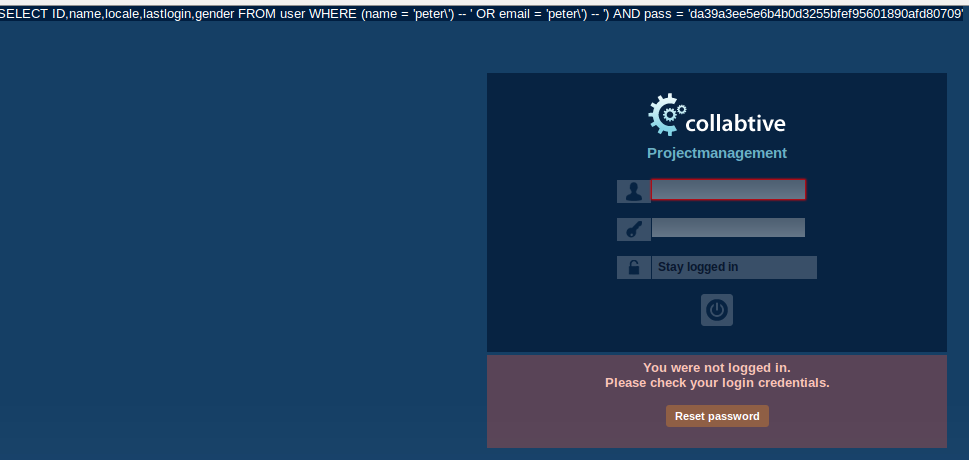 SELECT ID,name,locale,lastlogin,gender FROM user WHERE (name = 'peter\') -- ' OR email = 'peter\') -- ') AND pass = 'da39a3ee5e6b4b0d3255bfef95601890afd80709'
collabtive
Projectmanagement
Stay logged in
You were not logged in.
Please check your login credentials.
Reset password